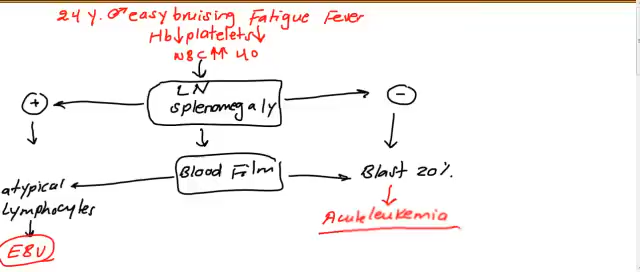 24 y. ♂ easy bruising Fatigue Fever
Hb↓ platelets↓
WBC↑↑ 40
LN
splenomegaly
+
-
Blood Film
Blast 20%.
atypical
Lymphocytes
Acute leukemia
EBV